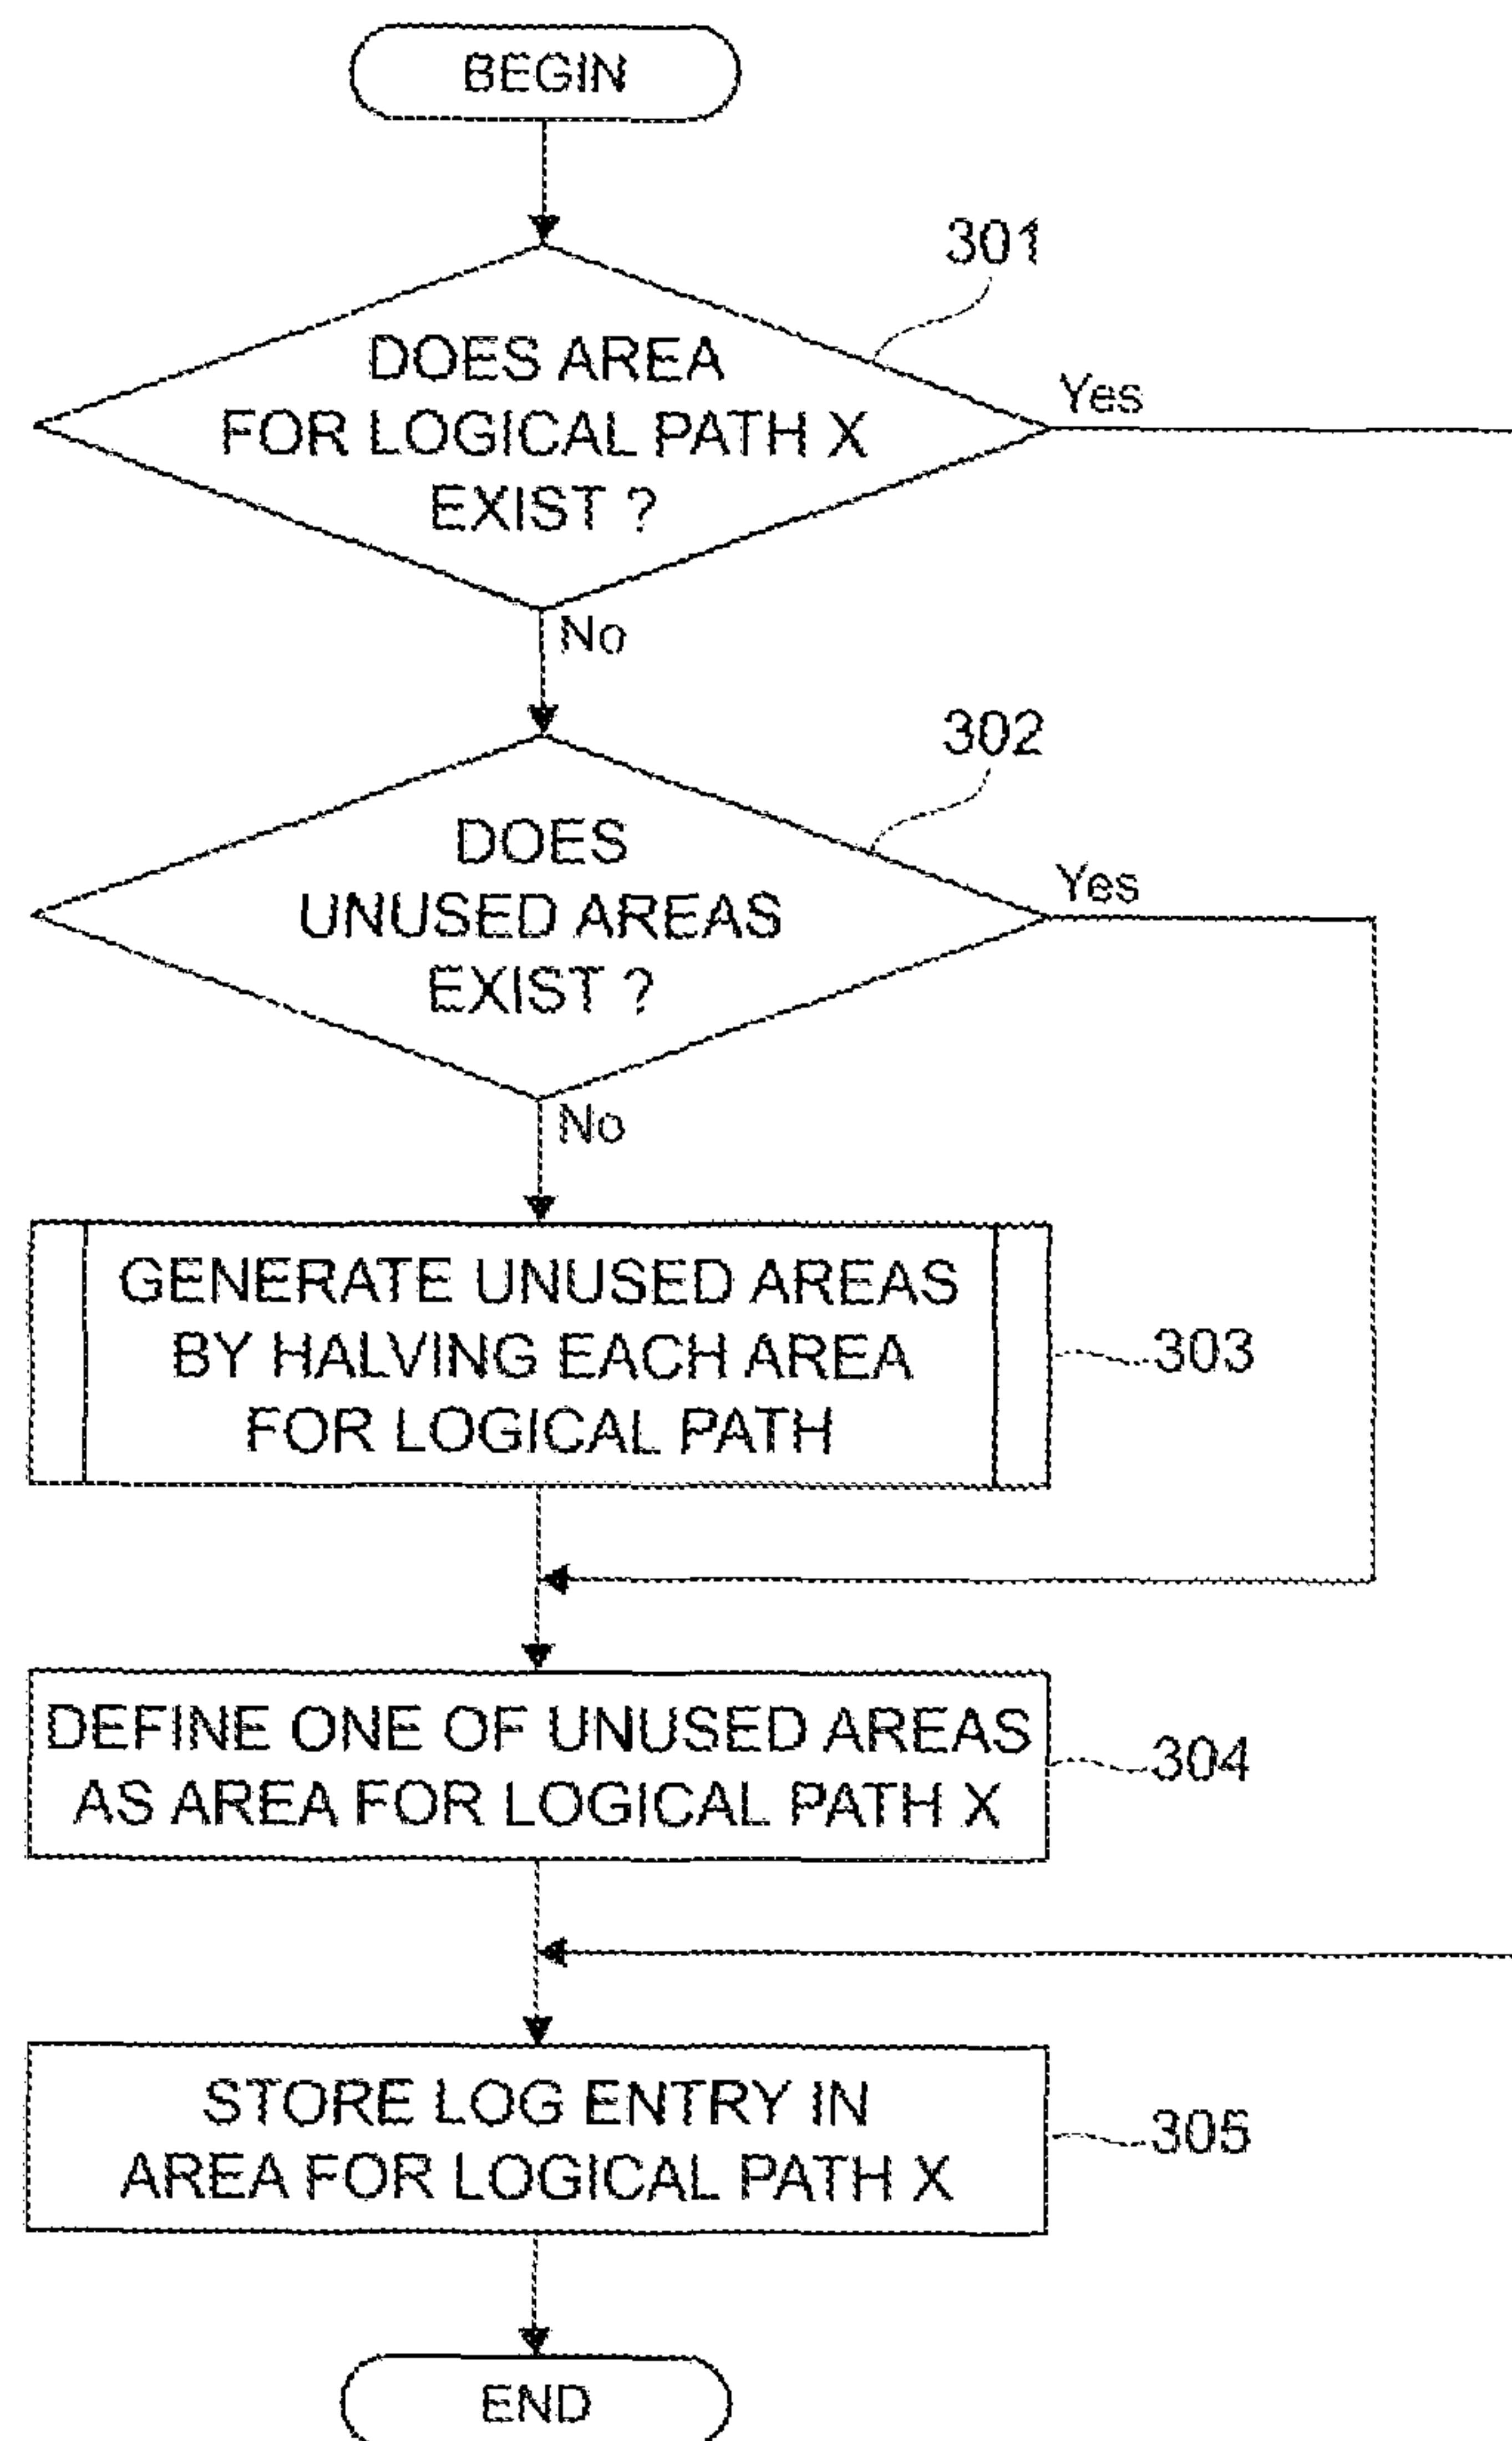 BEGIN
301
DOES AREA
FOR LOGICAL PATH X
EXIST ?
Yes
No
302
DOES
UNUSED AREAS
EXIST ?
Yes
No
GENERATE UNUSED AREAS
BY HALVING EACH AREA
FOR LOGICAL PATH
303
DEFINE ONE OF UNUSED AREAS
AS AREA FOR LOGICAL PATH X
304
STORE LOG ENTRY IN
AREA FOR LOGICAL PATH X
305
END